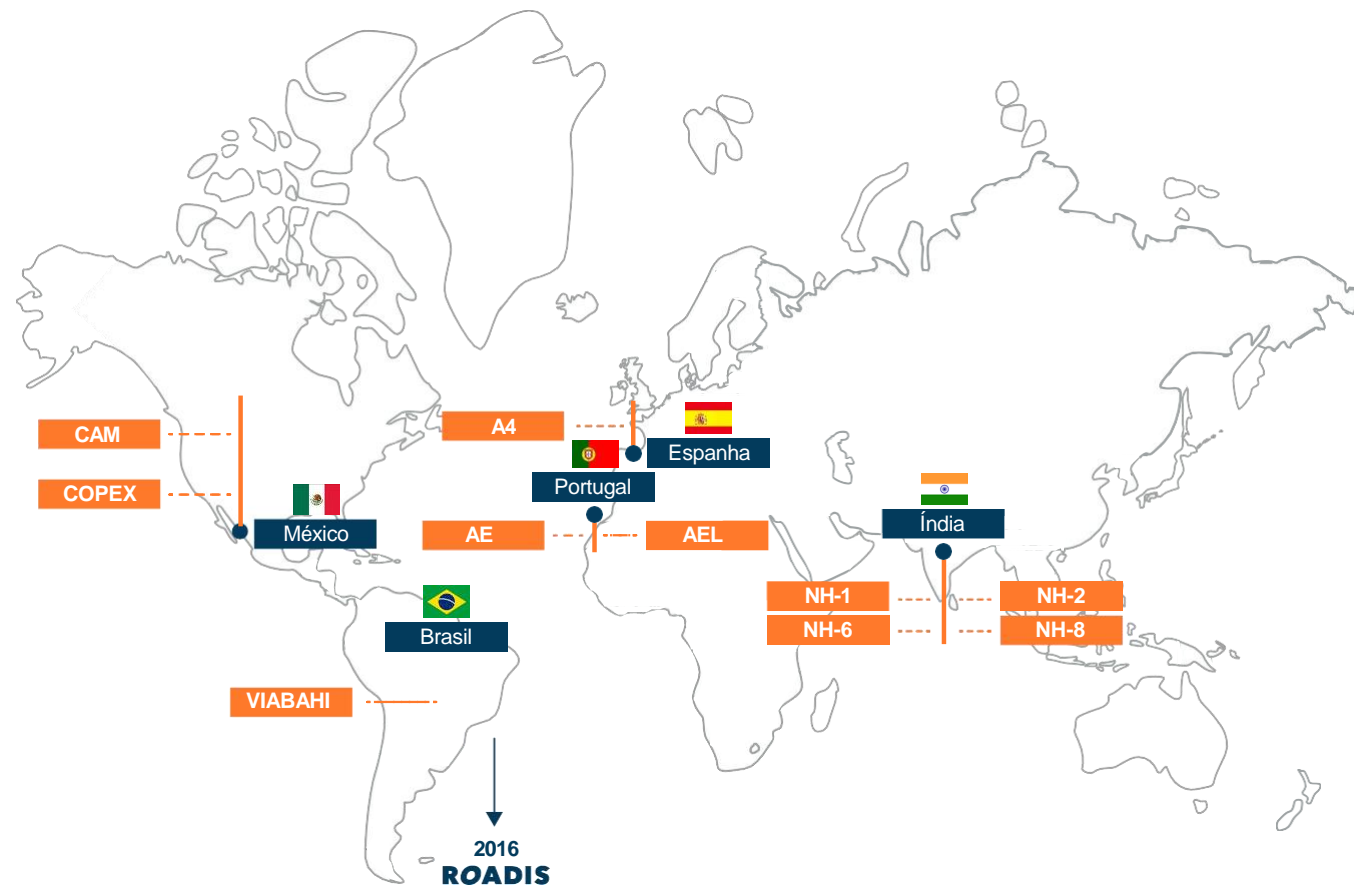 CAM
COPEX
México
A4
Espanha
Portugal
AE
AEL
Índia
NH-1
NH-2
NH-6
NH-8
Brasil
VIABAHI
2016
ROADIS